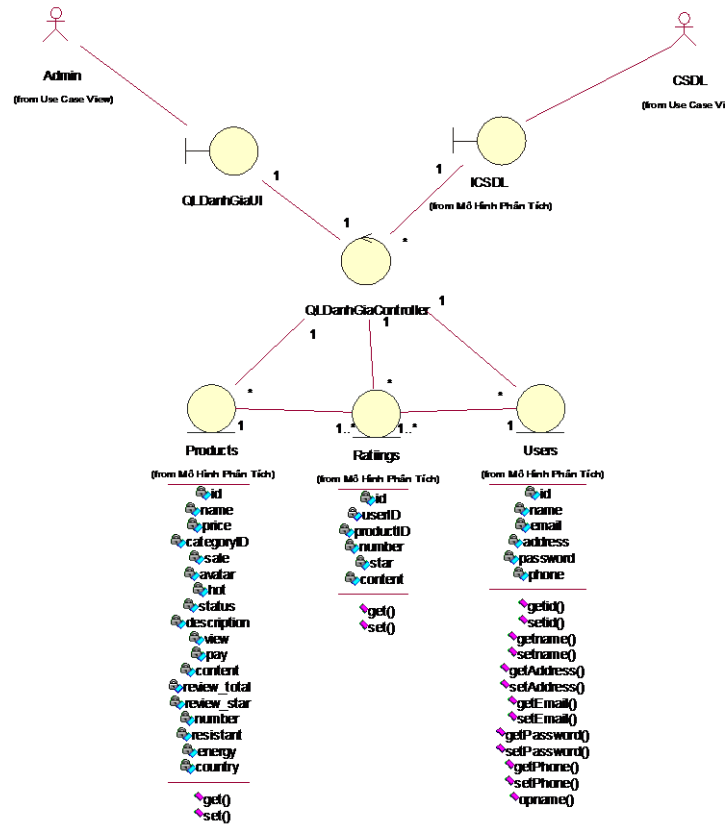 Admin
(from Use Case View)
CSDL
(from Use Case Vi
QLDanhGiaUI
ICSDL
(from Mô Hình Phân Tích)
1
1
1
*
QLDanhGiaController
1
1
1
*
*
*
1
1..*
1..*
1
Products
(from Mô Hình Phân Tích)
id
name
price
categoryID
sale
avatar
hot
status
description
view
pay
content
review_total
review_star
number
resistant
energy
country
get()
set()
Ratiings
(from Mô Hình Phân Tích)
id
userID
productID
number
star
content
get()
set()
Users
(from Mô Hình Phân Tích)
id
name
email
address
password
phone
getid()
setid()
getname()
setname()
getAddress()
setAddress()
getEmail()
setEmail()
getPassword()
setPassword()
getPhone()
setPhone()
opname()